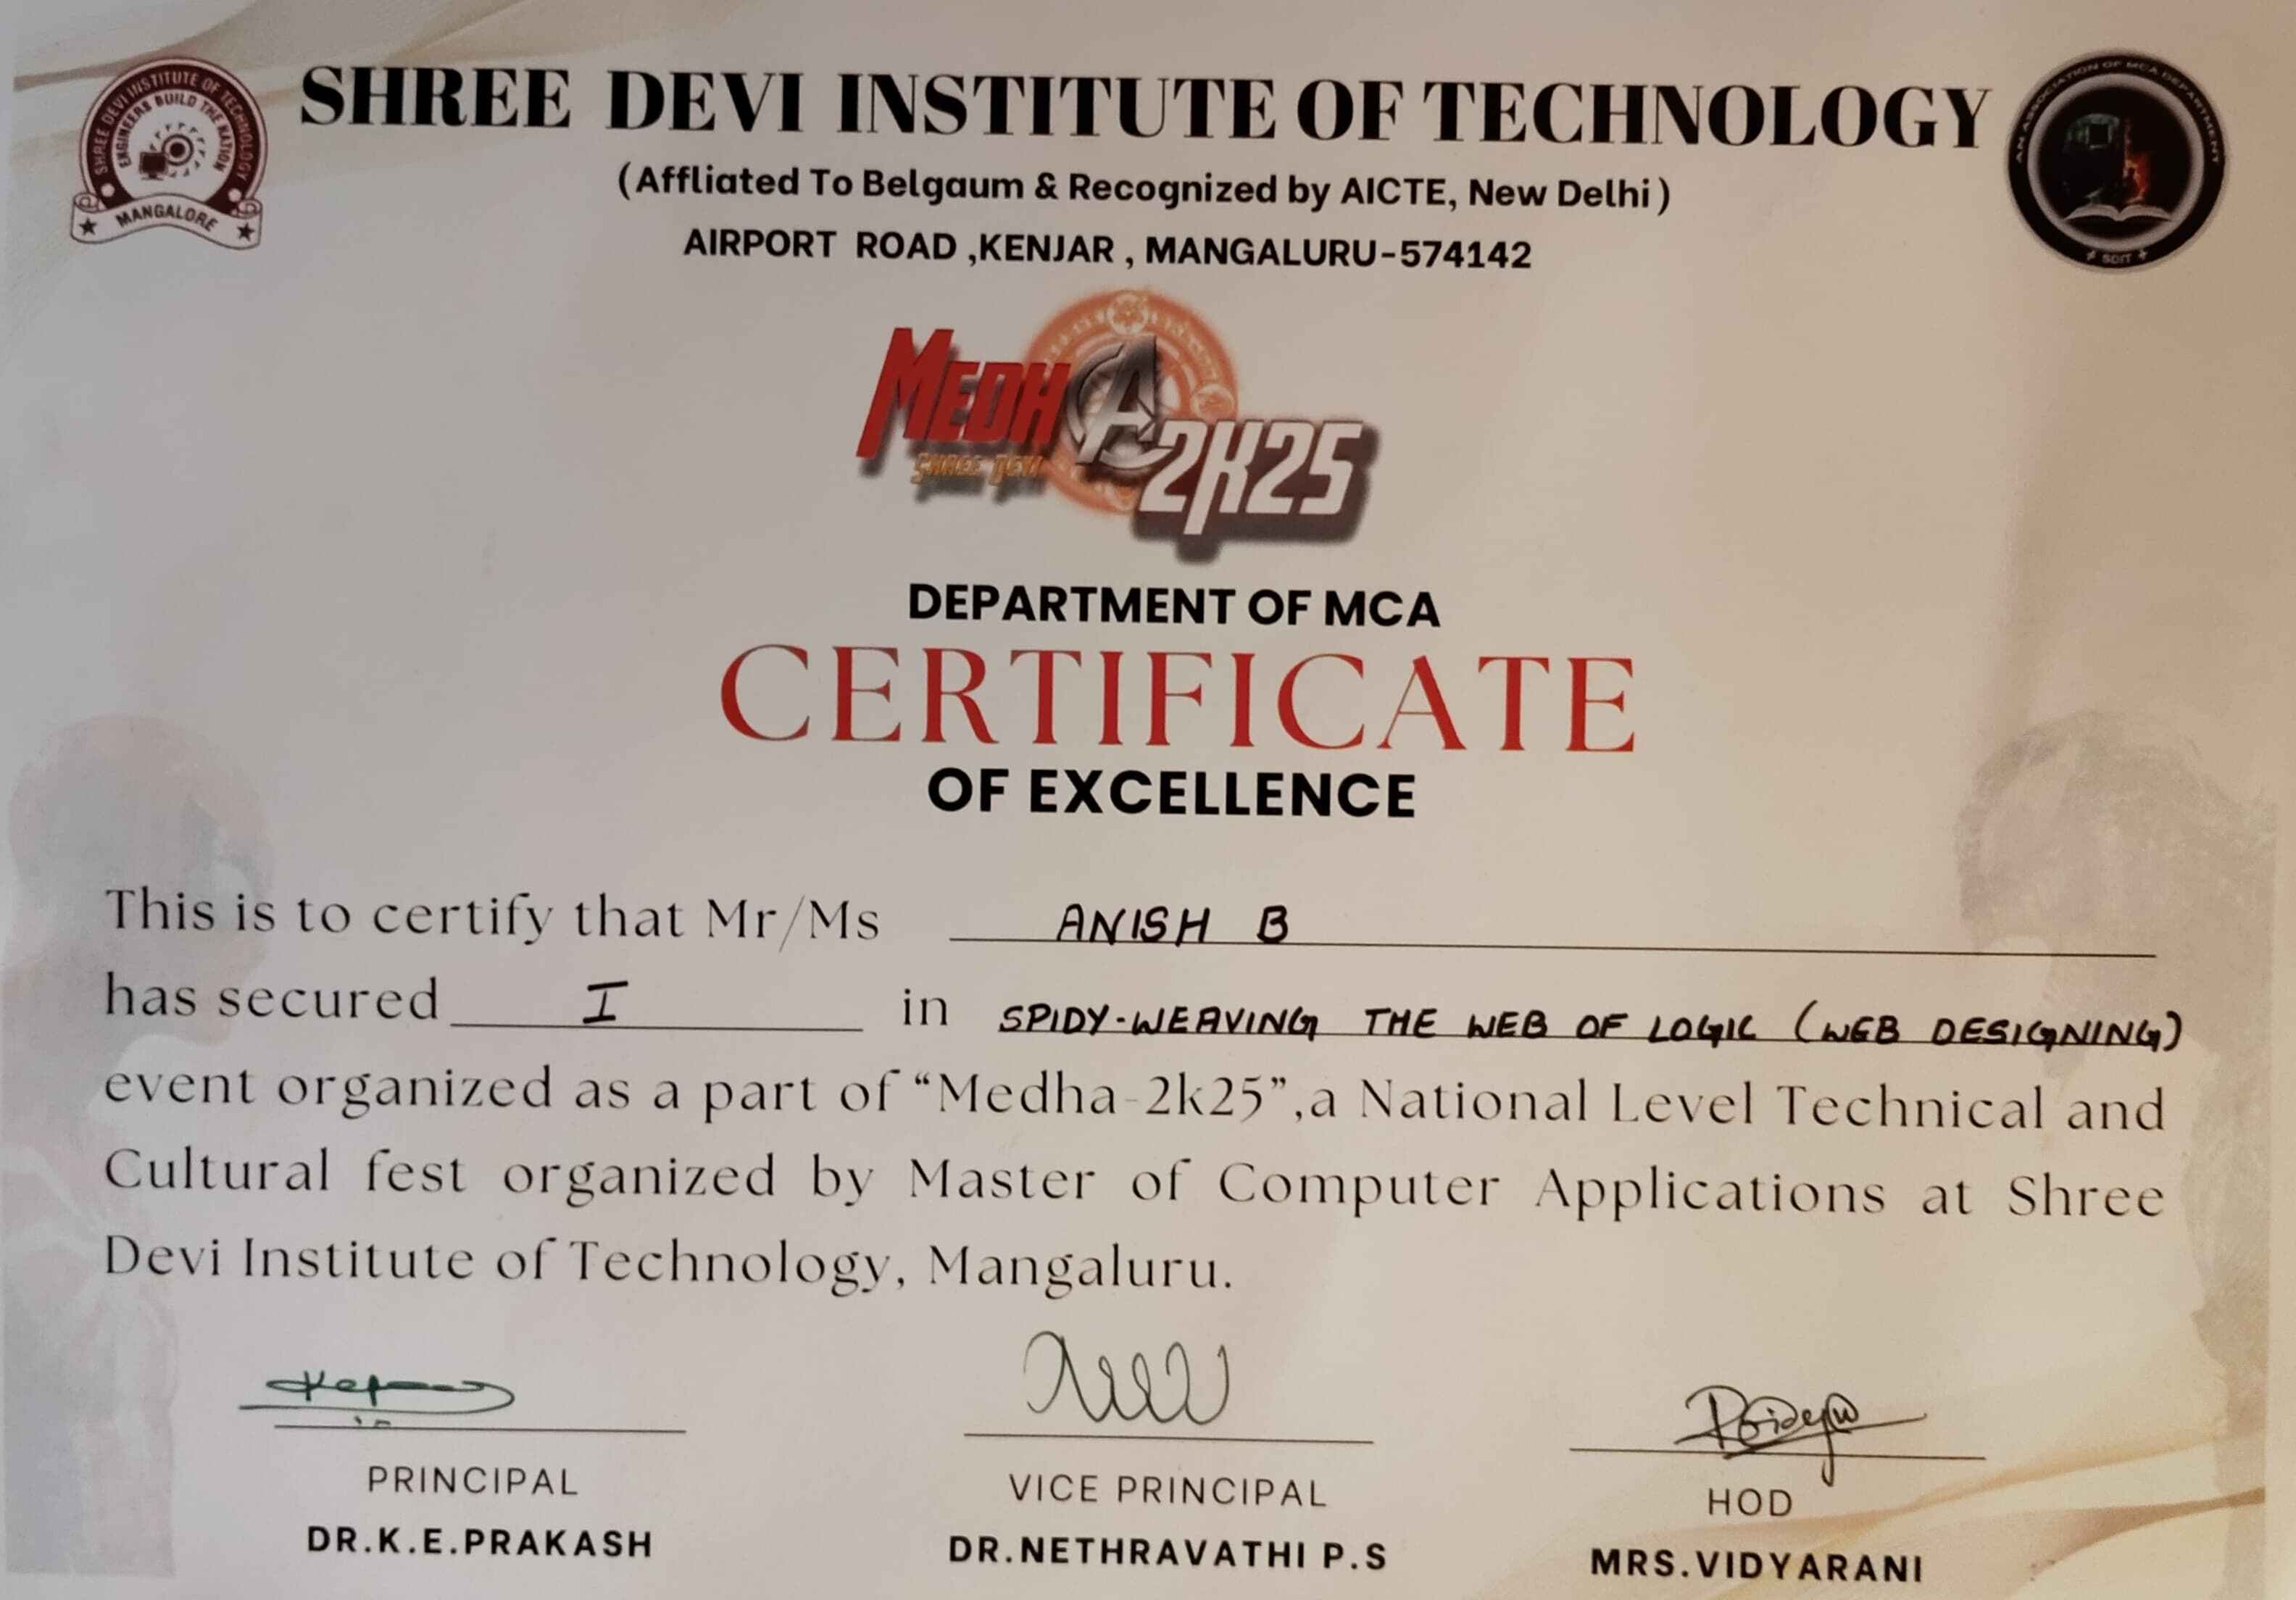 SHREE DEVI INSTITUTE OF TECHNOLOGY
ENGINEERS BUILD THE NATION
MANGALORE
SHREE DEVI INSTITUTE OF TECHNOLOGY
AN ASSOCIATION OF MCA DEPARTMENT
SDIT
(Affliated To Belgaum & Recognized by AICTE, New Delhi)
AIRPORT ROAD ,KENJAR , MANGALURU-574142
MEDHA
SHREE DEVI
2K25
DEPARTMENT OF MCA
CERTIFICATE
OF EXCELLENCE
This is to certify that Mr/Ms ANISH B
has secured I in SPIDY-WEAVING THE WEB OF LOGIC (WEB DESIGNING)
event organized as a part of “Medha-2k25”,a National Level Technical and
Cultural fest organized by Master of Computer Applications at Shree
Devi Institute of Technology, Mangaluru.
PRINCIPAL
DR.K.E.PRAKASH
VICE PRINCIPAL
DR.NETHRAVATHI P.S
HOD
MRS.VIDYARANI